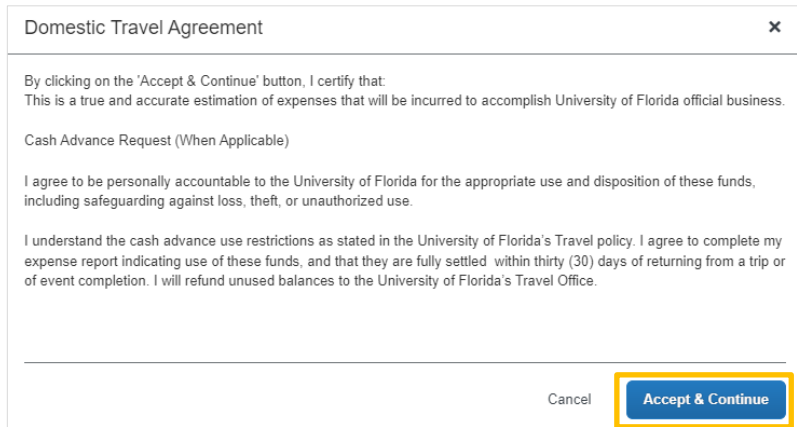 Domestic Travel Agreement
By clicking on the 'Accept & Continue' button, I certify that:
This is a true and accurate estimation of expenses that will be incurred to accomplish University of Florida official business.
Cash Advance Request (When Applicable)
I agree to be personally accountable to the University of Florida for the appropriate use and disposition of these funds,
including safeguarding against loss, theft, or unauthorized use.
I understand the cash advance use restrictions as stated in the University of Florida's Travel policy. I agree to complete my
expense report indicating use of these funds, and that they are fully settled within thirty (30) days of returning from a trip or
of event completion. I will refund unused balances to the University of Florida's Travel Office.
Cancel Accept & Continue